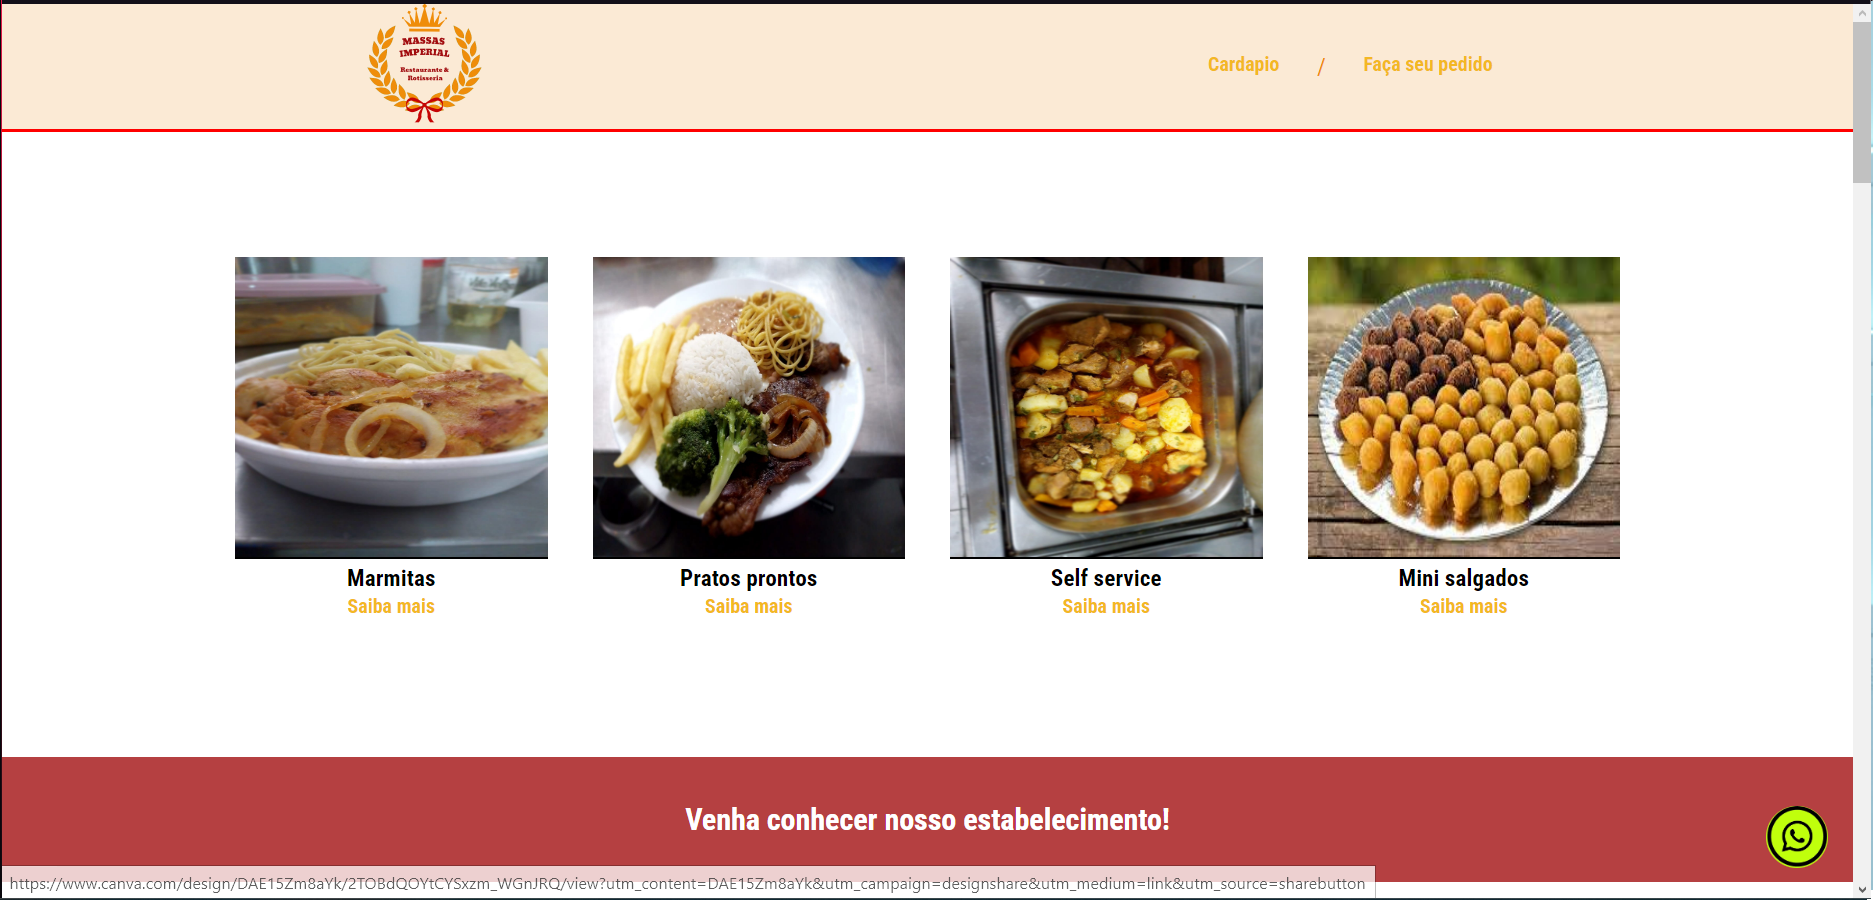 MASSAS
IMPERIAL
Restaurante &
Rotisseria
Cardapio / Faça seu pedido
Marmitas
Saiba mais
Pratos prontos
Saiba mais
Self service
Saiba mais
Mini salgados
Saiba mais
Venha conhecer nosso estabelecimento!
https://www.canva.com/design/DAE15Zm8aYk/2TOBdQOYtCYSxzm_WGnJRQ/view?utm_content=DAE15Zm8aYk&utm_campaign=designshare&utm_medium=link&utm_source=sharebutton